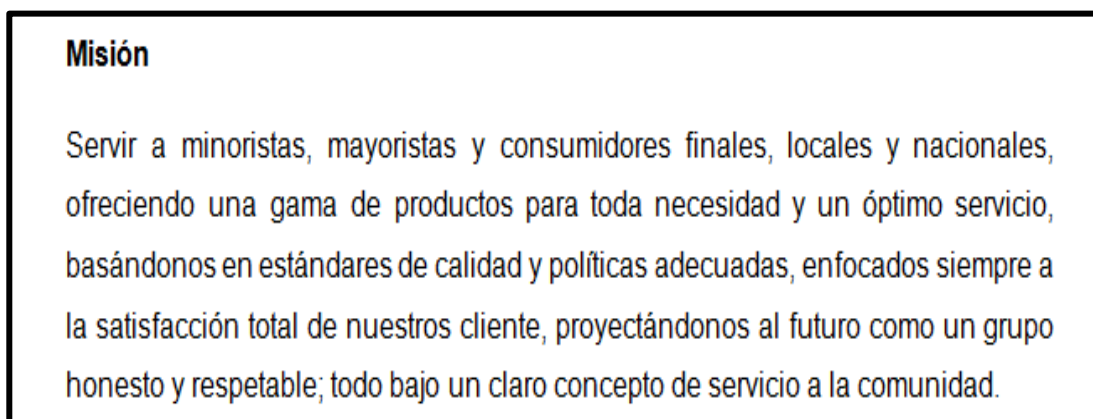 Misión
Servir a minoristas, mayoristas y consumidores finales, locales y nacionales,
ofreciendo una gama de productos para toda necesidad y un óptimo servicio,
basándonos en estándares de calidad y políticas adecuadas, enfocados siempre a
la satisfacción total de nuestros cliente, proyectándonos al futuro como un grupo
honesto y respetable; todo bajo un claro concepto de servicio a la comunidad.